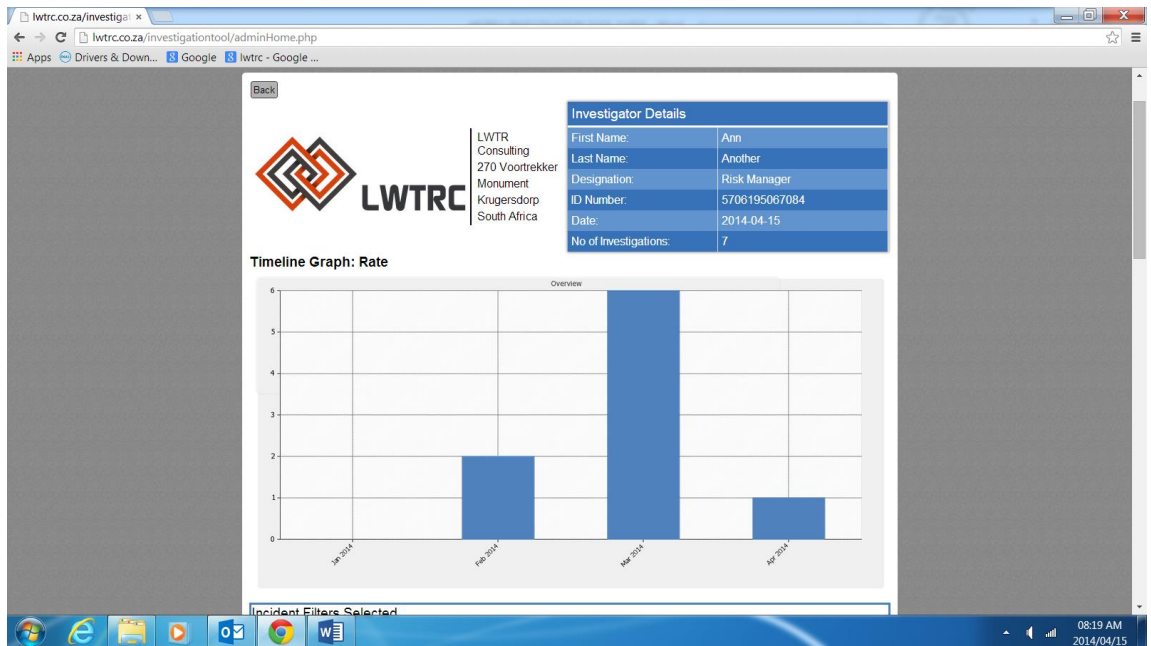 lwtrc.co.za/investigat ×
lwtrc.co.za/investigationtool/adminHome.php
Apps Drivers & Down... Google lwtrc - Google ...
Back
LWTRC
LWTR
Consulting
270 Voortrekker
Monument
Krugersdorp
South Africa
Investigator Details
First Name: Ann
Last Name: Another
Designation: Risk Manager
ID Number: 5706195067084
Date: 2014-04-15
No of Investigations: 7
Timeline Graph: Rate
Overview
6
5
4
3
2
1
0
Jan 2014 Feb 2014 Mar 2014 Apr 2014
Incident Filters Selected
08:19 AM
2014/04/15